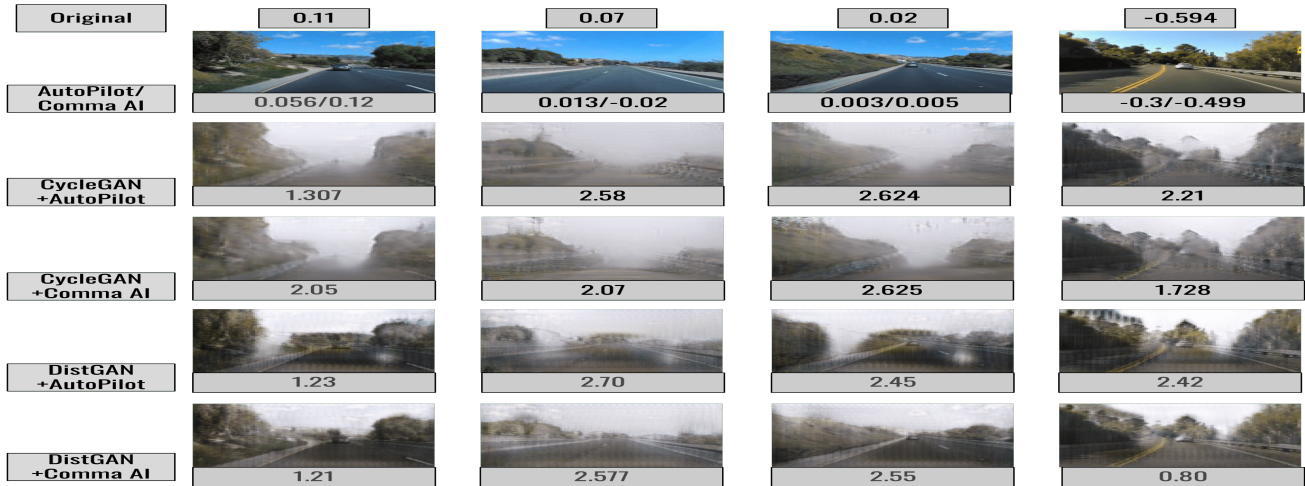 Original
0.11
0.07
0.02
-0.594
AutoPilot/
Comma AI
0.056/0.12
0.013/-0.02
0.003/0.005
-0.3/-0.499
CycleGAN
+AutoPilot
1.307
2.58
2.624
2.21
CycleGAN
+Comma AI
2.05
2.07
2.625
1.728
DistGAN
+AutoPilot
1.23
2.70
2.45
2.42
DistGAN
+Comma AI
1.21
2.577
2.55
0.80